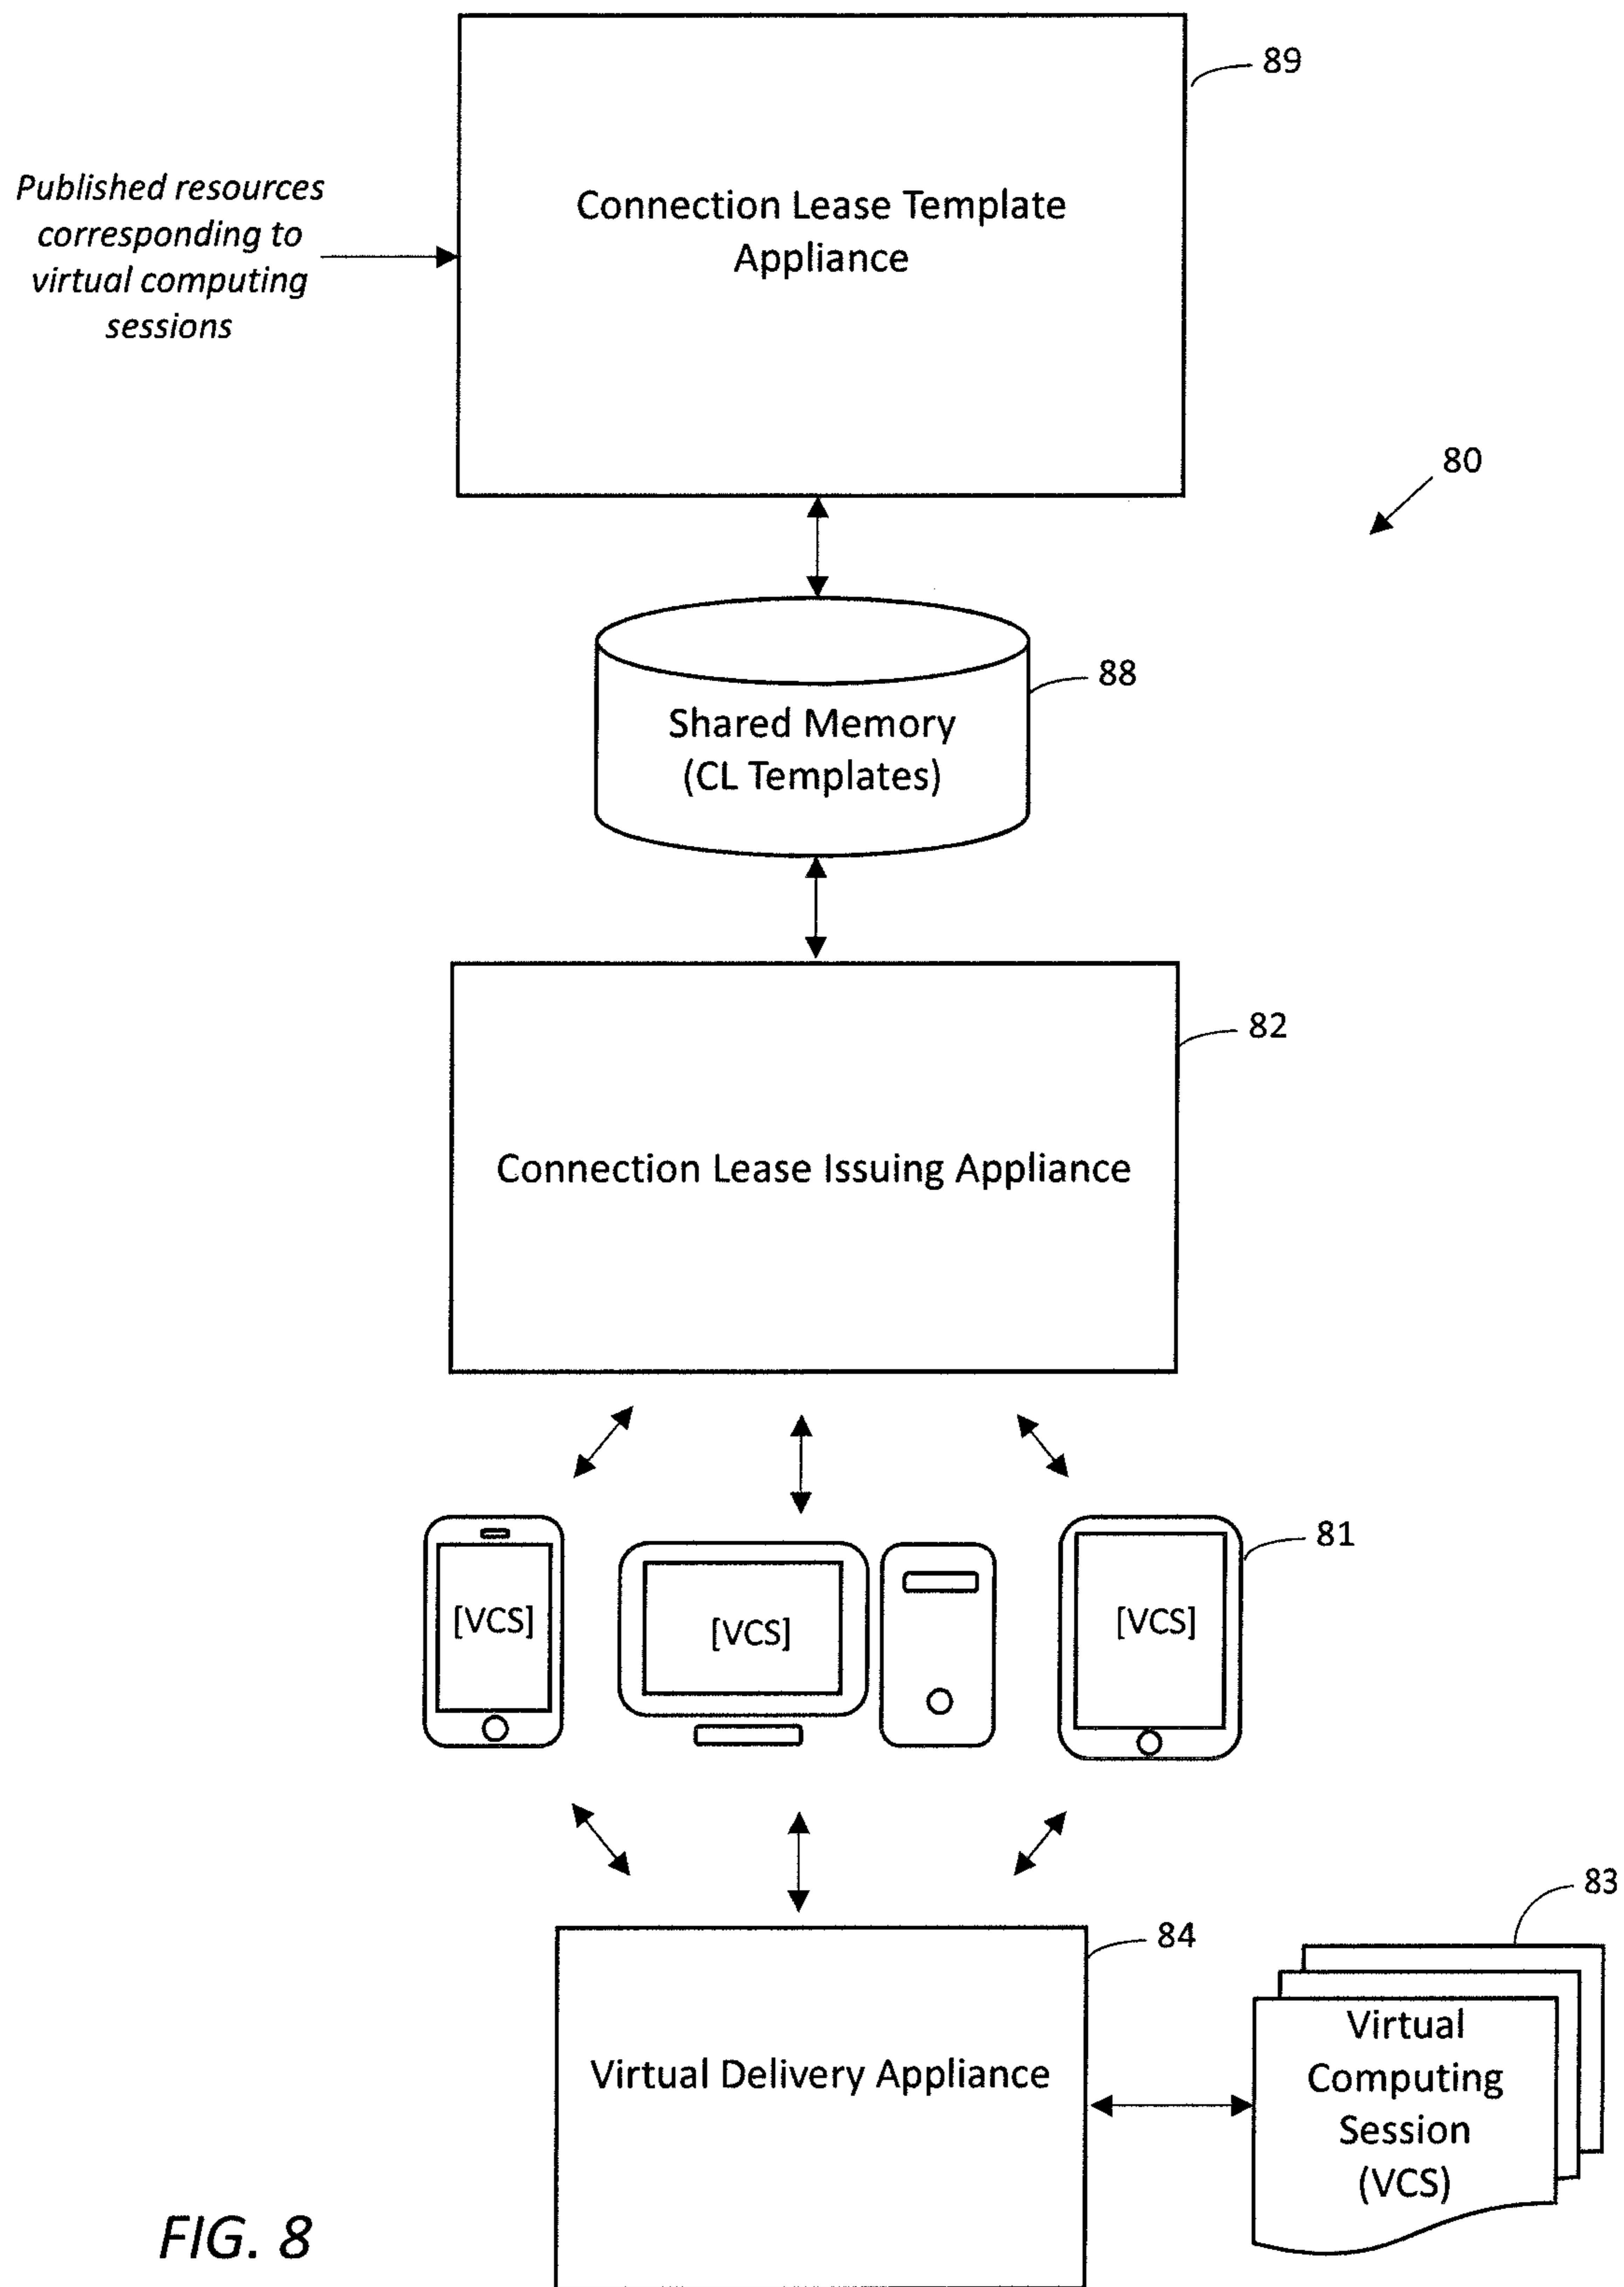 89
Published resources
corresponding to
virtual computing
sessions
Connection Lease Template
Appliance
80
88
Shared Memory
(CL Templates)
82
Connection Lease Issuing Appliance
81
[VCS]
[VCS]
[VCS]
83
84
Virtual Delivery Appliance
Virtual
Computing
Session
(VCS)
FIG. 8